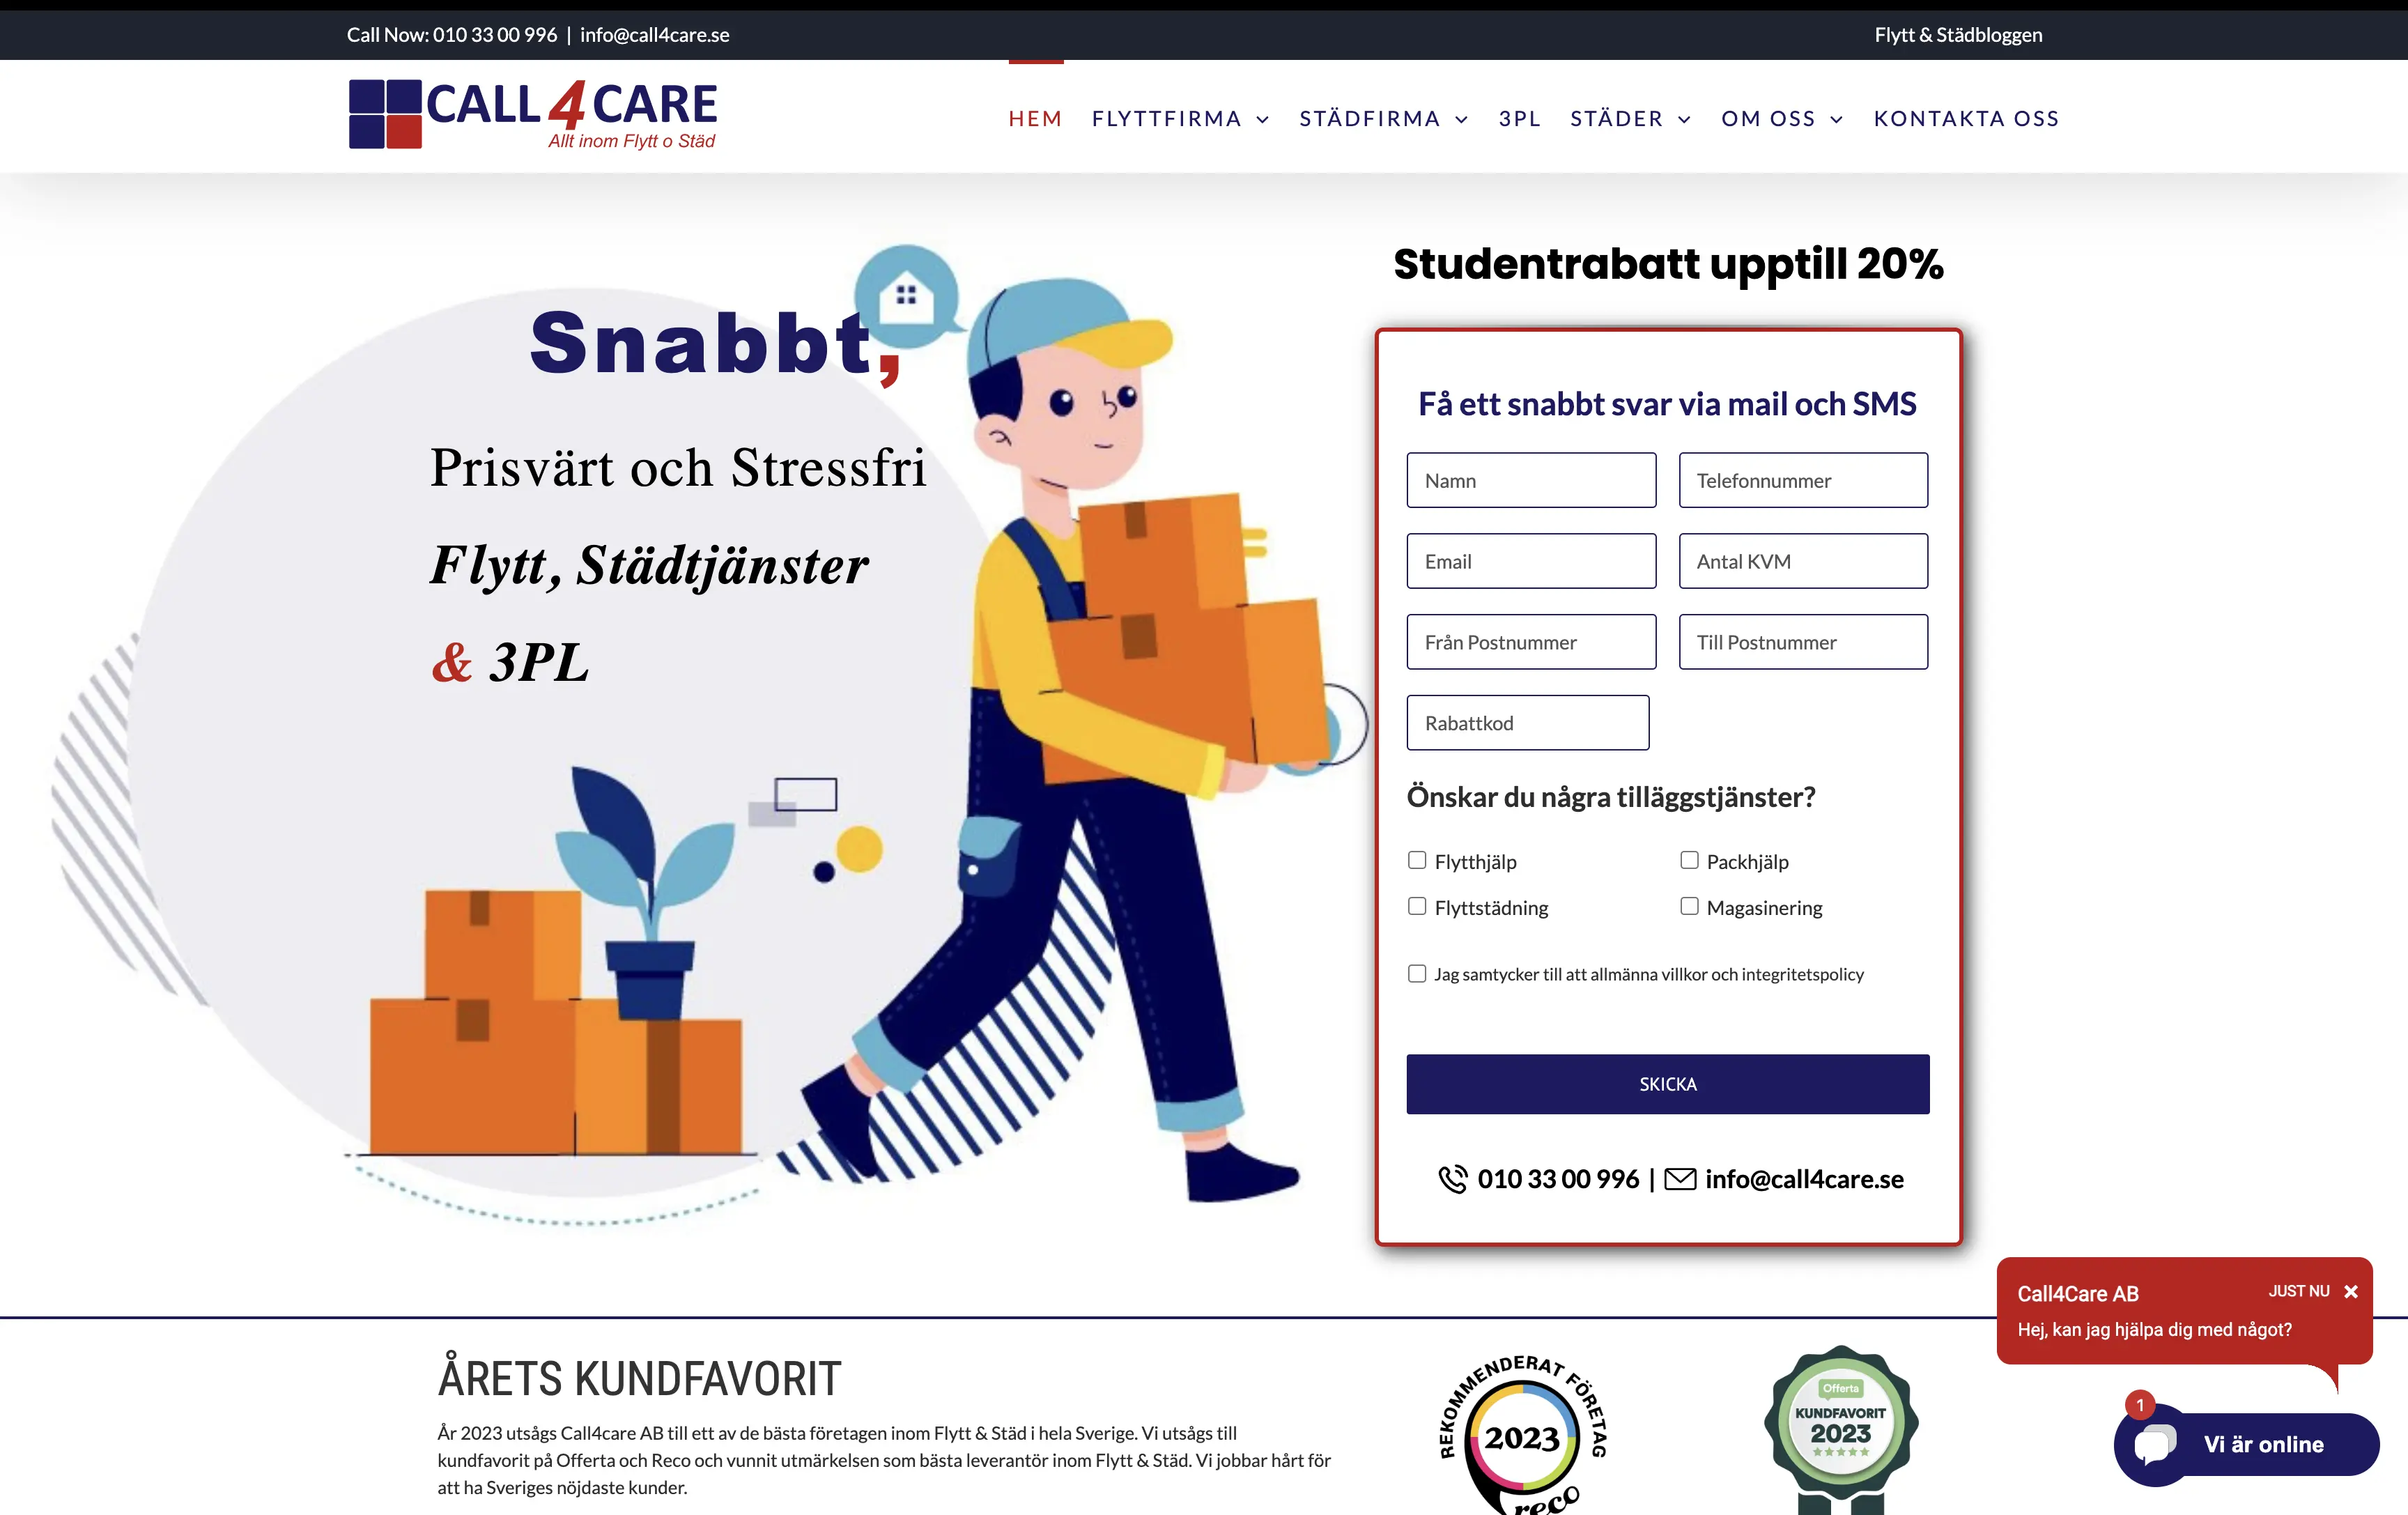 Call Now: 010 33 00 996 | info@call4care.se
Flytt & Städbloggen
CALL 4 CARE
Allt inom Flytt o Städ
HEM FLYTTFIRMA STÄDFIRMA 3PL STÄDER OM OSS KONTAKTA OSS
Snabbt,
Prisvärt och Stressfri
Flytt, Städtjänster
& 3PL
Studentrabatt upptill 20%
Få ett snabbt svar via mail och SMS
Namn Telefonnummer
Email Antal KVM
Från Postnummer Till Postnummer
Rabattkod
Önskar du några tilläggstjänster?
Flytthjälp Packhjälp
Flyttstädning Magasinering
Jag samtycker till att allmänna villkor och integritetspolicy
SKICKA
010 33 00 996 | info@call4care.se
ÅRETS KUNDFAVORIT
År 2023 utsågs Call4care AB till ett av de bästa företagen inom Flytt & Städ i hela Sverige. Vi utsågs till
kundfavorit på Offerta och Reco och vunnit utmärkelsen som bästa leverantör inom Flytt & Städ. Vi jobbar hårt för
att ha Sveriges nöjdaste kunder.
REKOMMENDERAT FÖRETAG
2023
reco
Offerta
KUNDFAVORIT
2023
Call4Care AB JUST NU
Hej, kan jag hjälpa dig med något?
1
Vi är online